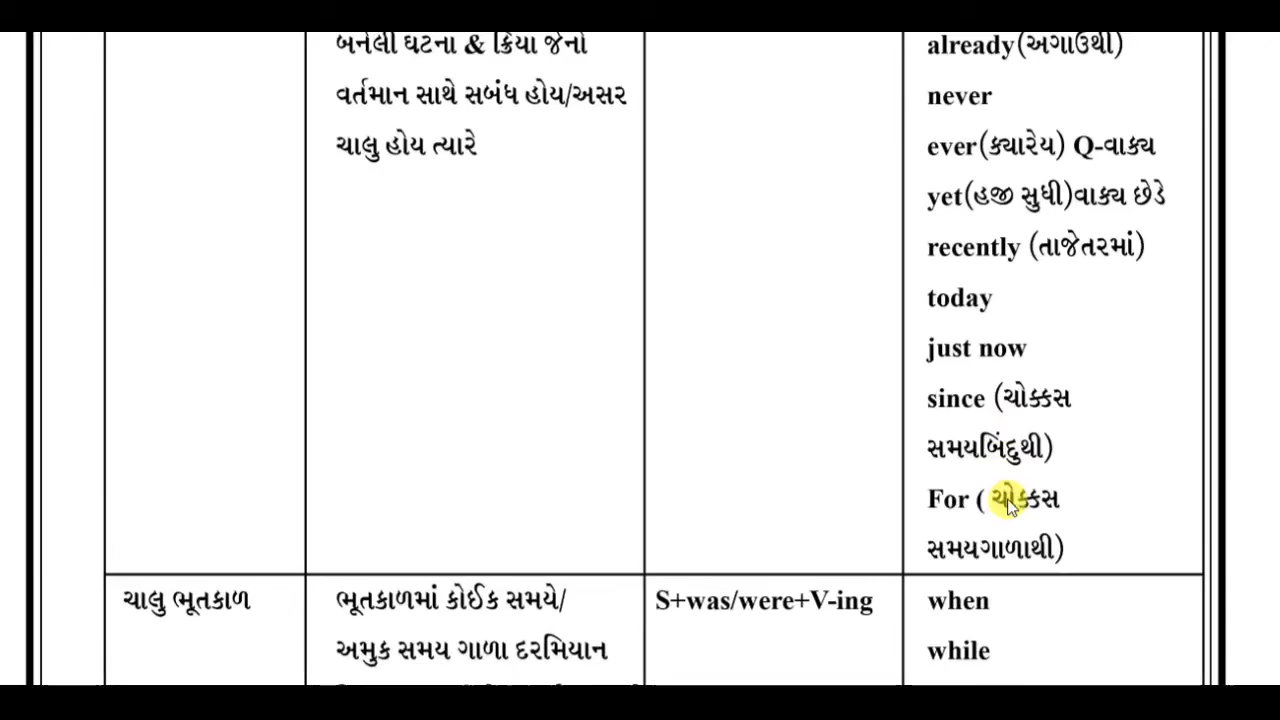 બનેલી ઘટના & ક્રિયા જેનો
વર્તમાન સાથે સબંધ હોય/અસર
ચાલુ હોય ત્યારે
already(અગાઉથી)
never
ever(ક્યારેય) Q-વાક્ય
yet(હજી સુધી)વાક્ય છેડે
recently (તાજેતરમાં)
today
just now
since (ચોક્કસ
સમયબિંદુથી)
For ( ચોક્કસ
સમયગાળાથી)
ચાલુ ભૂતકાળ
ભૂતકાળમાં કોઈક સમયે/
અમુક સમય ગાળા દરમિયાન
S+was/were+V-ing
when
while